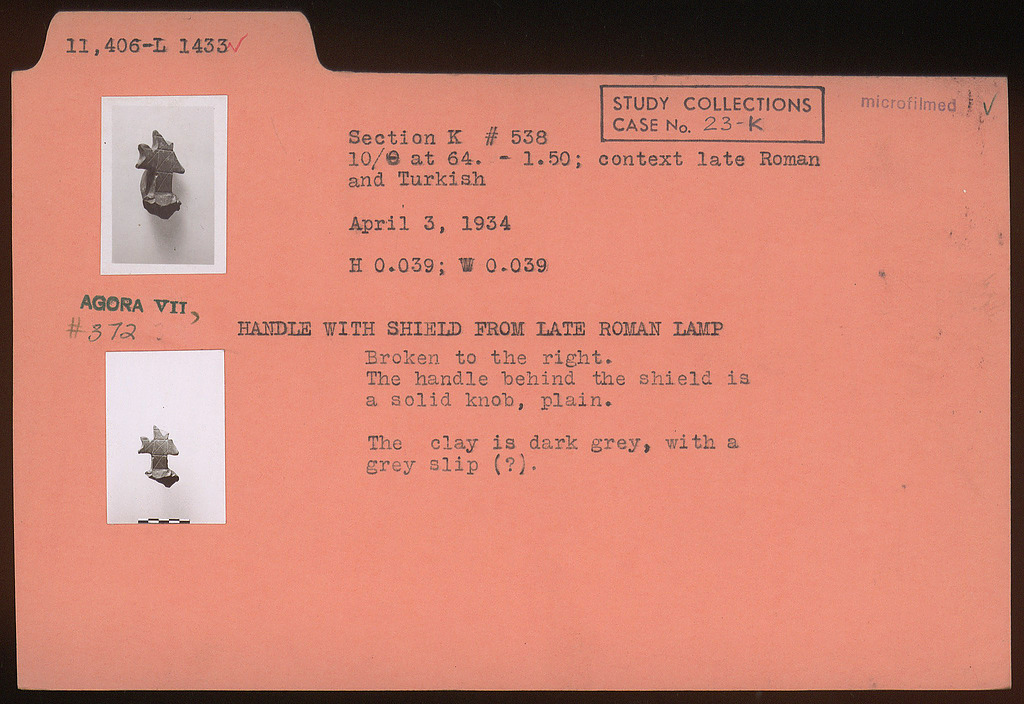 11,406-L 1433✓
STUDY COLLECTIONS
CASE No. 23-K
microfilmed ✓
Section K # 538
10/Θ at 64. - 1.50; context late Roman
and Turkish
April 3, 1934
H 0.039; W 0.039
AGORA VII,
# 372
HANDLE WITH SHIELD FROM LATE ROMAN LAMP
Broken to the right.
The handle behind the shield is
a solid knob, plain.
The clay is dark grey, with a
grey slip (?).